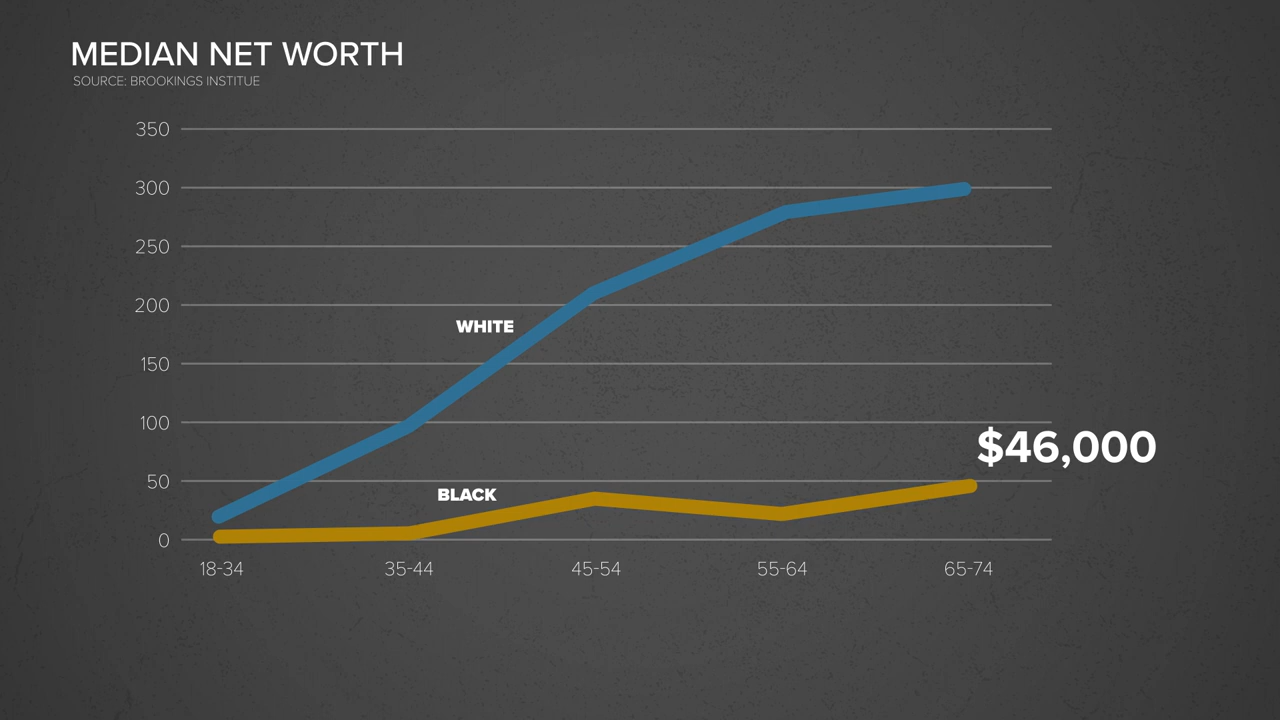 MEDIAN NET WORTH
SOURCE: BROOKINGS INSTITUE
350
300
250
200
WHITE
150
100
$46,000
50
BLACK
0
18-34 35-44 45-54 55-64 65-74